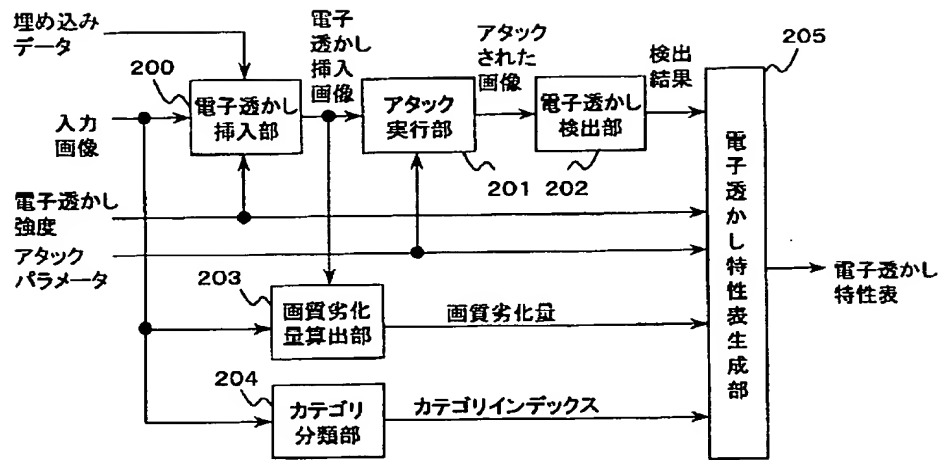 埋め込み
データ
200
電子透かし
挿入部
電子
透かし
挿入
画像
アタック
実行部
201
アタック
された
画像
電子透かし
検出部
202
検出
結果
205
入力
画像
電子透かし
強度
アタック
パラメータ
203
画質劣化
量算出部
画質劣化量
204
カテゴリ
分類部
カテゴリインデックス
電子透かし特性表生成部
電子透かし
特性表